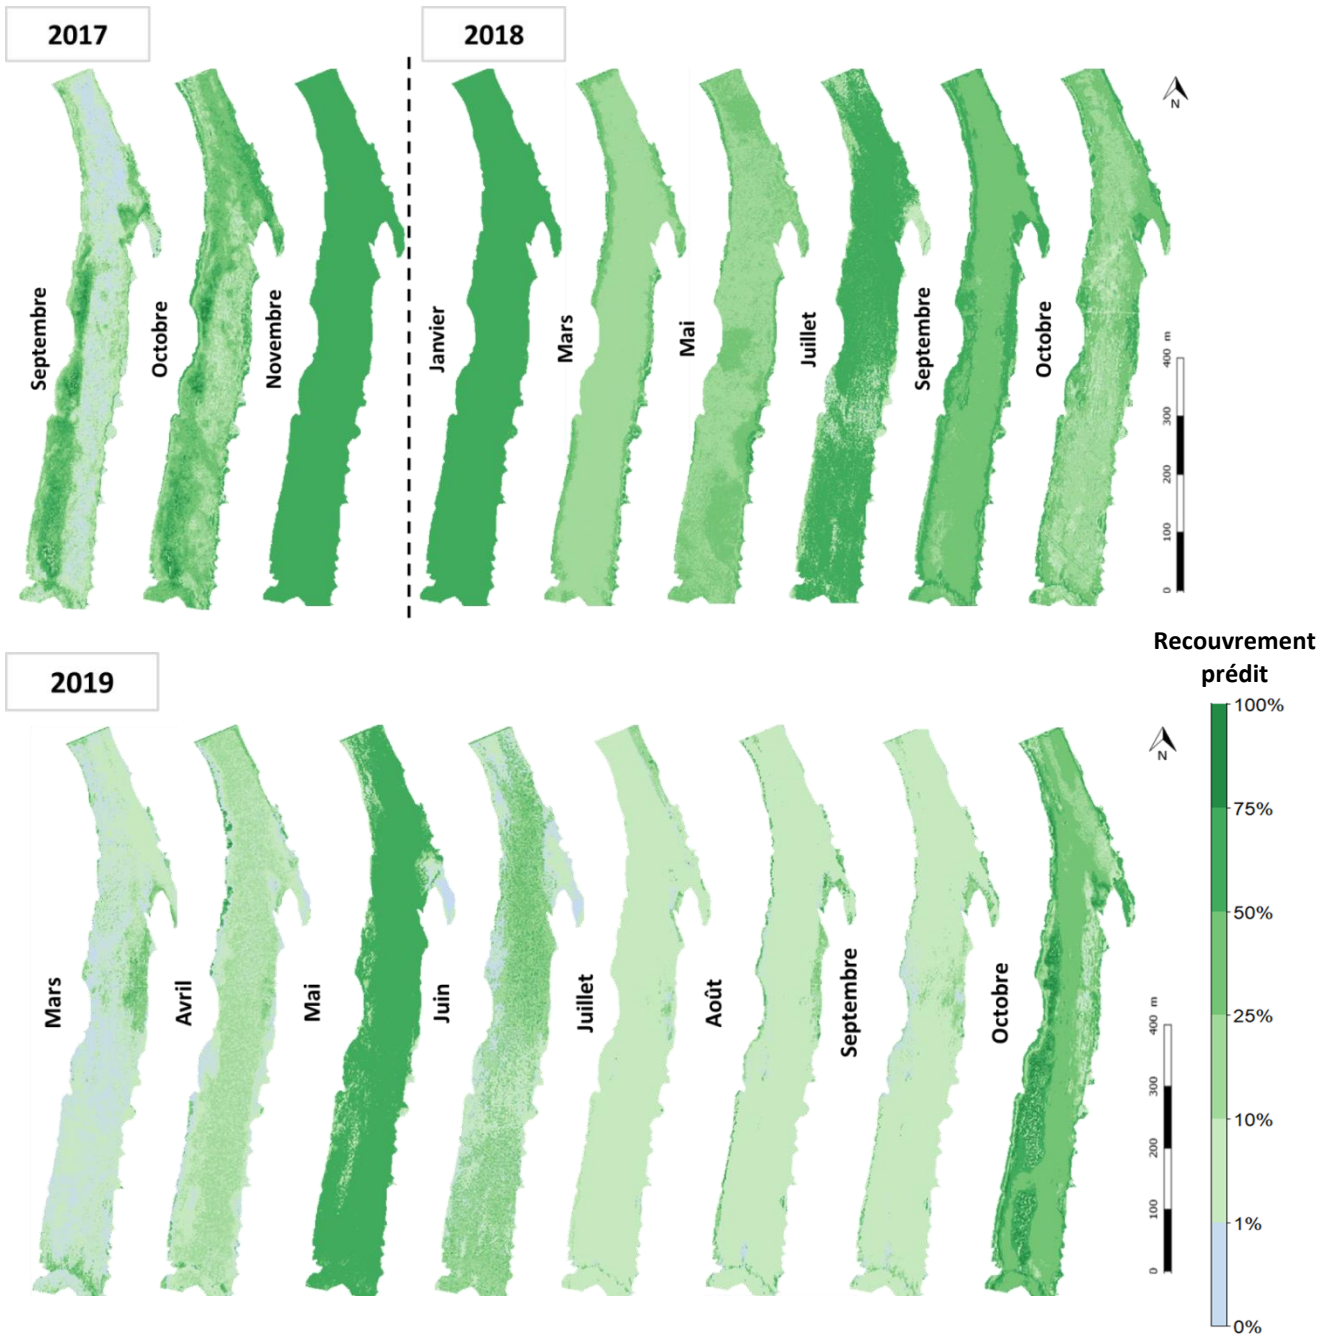 2017
2018
N
Septembre
Octobre
Novembre
Janvier
Mars
Mai
Juillet
Septembre
Octobre
m
400
300
200
100
0
2019
Recouvrement
prédit
100%
75%
50%
25%
10%
1%
0%
N
Mars
Avril
Mai
Juin
Juillet
Août
Septembre
Octobre
m
400
300
200
100
0